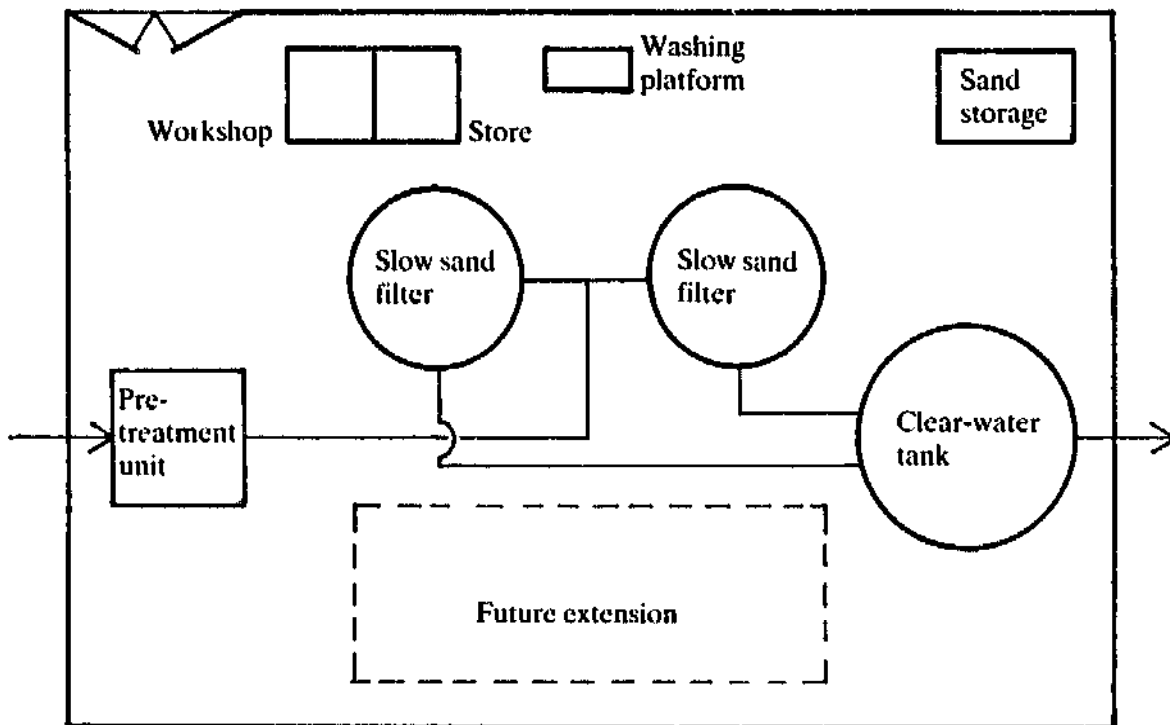 Washing
platform
Sand
storage
Workshop
Store
Slow sand
filter
Slow sand
filter
Pre-
treatment
unit
Clear-water
tank
Future extension